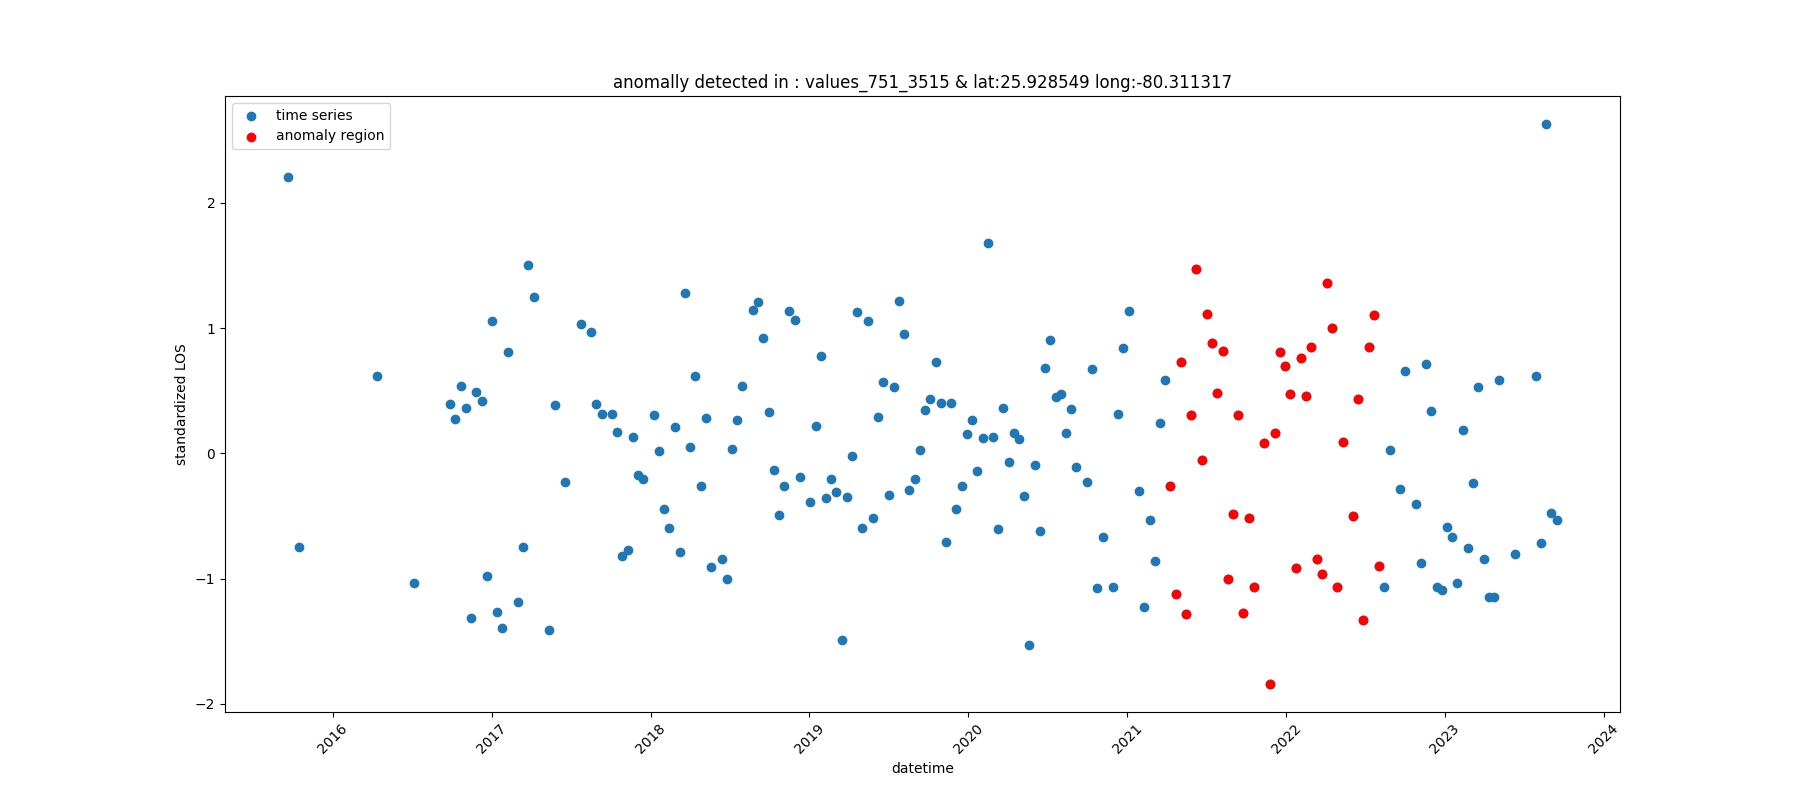 anomally detected in : values_751_3515 & lat:25.928549 long:-80.311317
time series
anomaly region
standardized LOS
2
1
0
−1
−2
2016
2017
2018
2019
2020
2021
2022
2023
2024
datetime